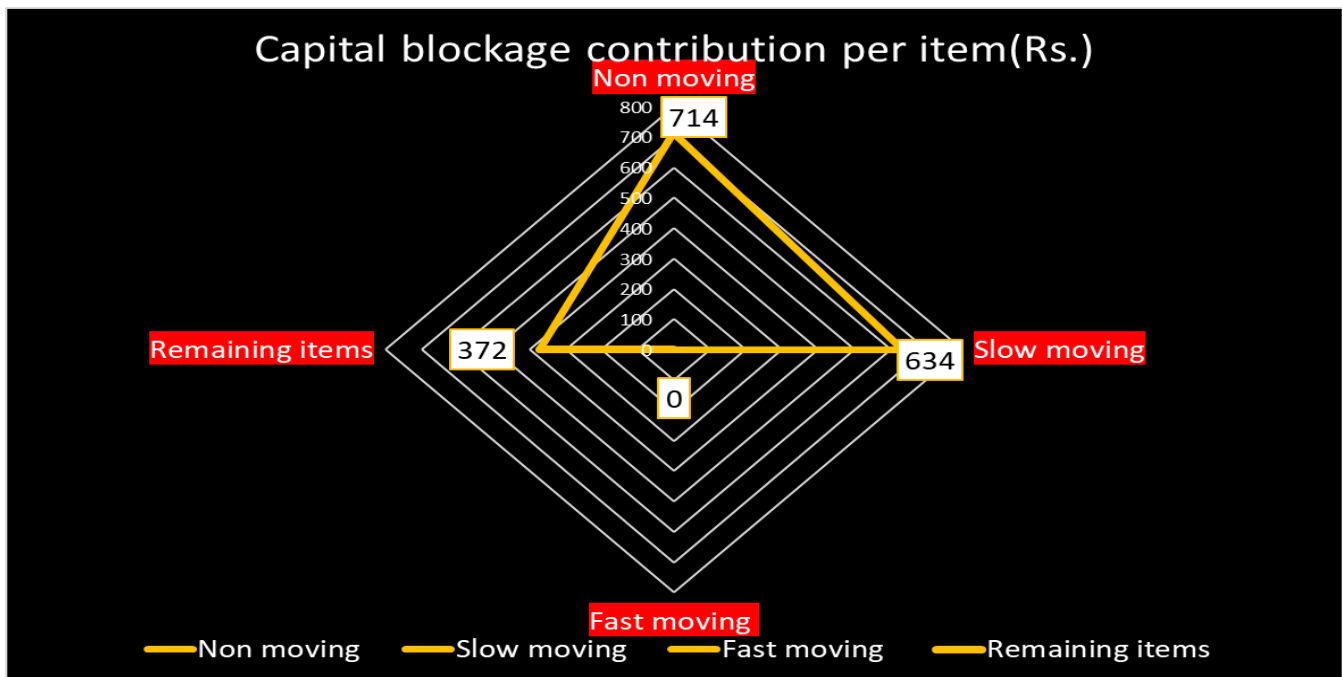 Capital blockage contribution per item(Rs.)
Non moving
800
714
700
600
500
400
300
200
100
0
Remaining items
372
634
Slow moving
0
Fast moving
Non moving Slow moving Fast moving Remaining items